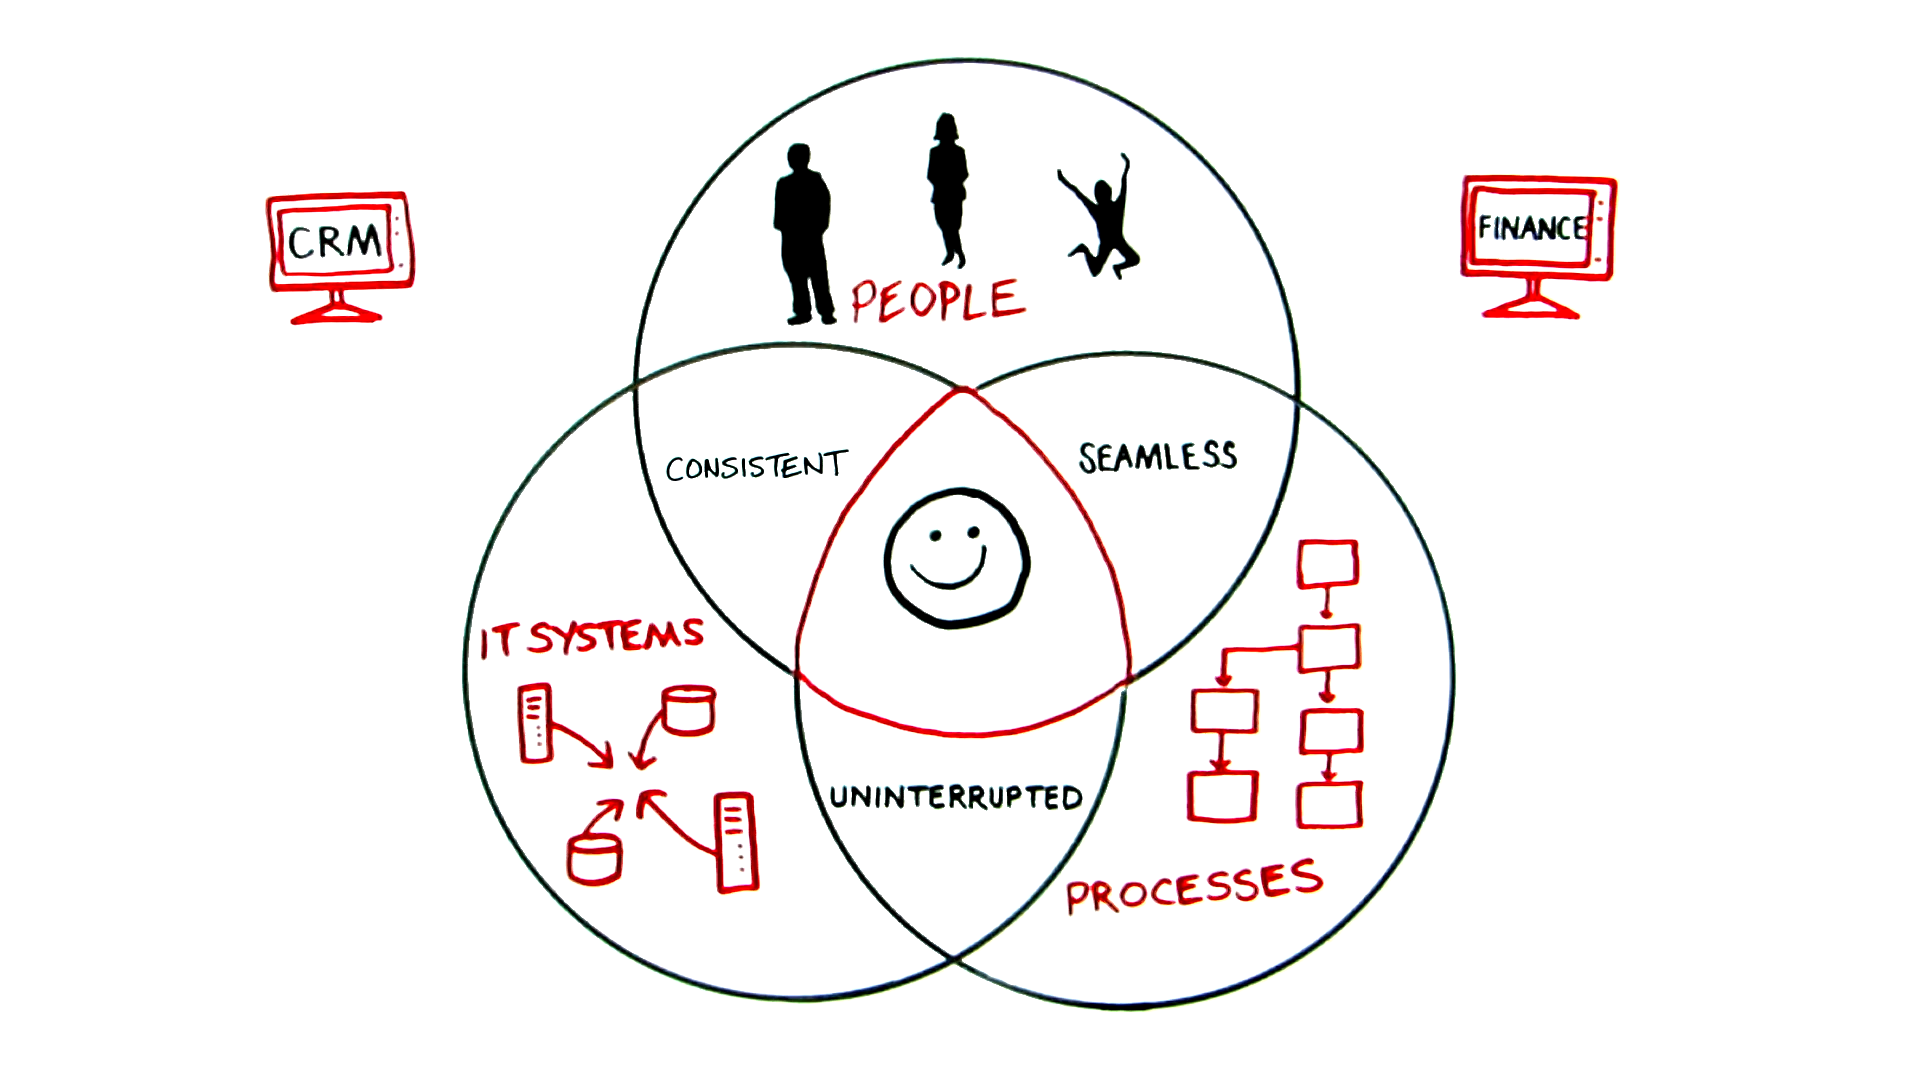 CRM
FINANCE
PEOPLE
CONSISTENT
SEAMLESS
IT SYSTEMS
UNINTERRUPTED
PROCESSES